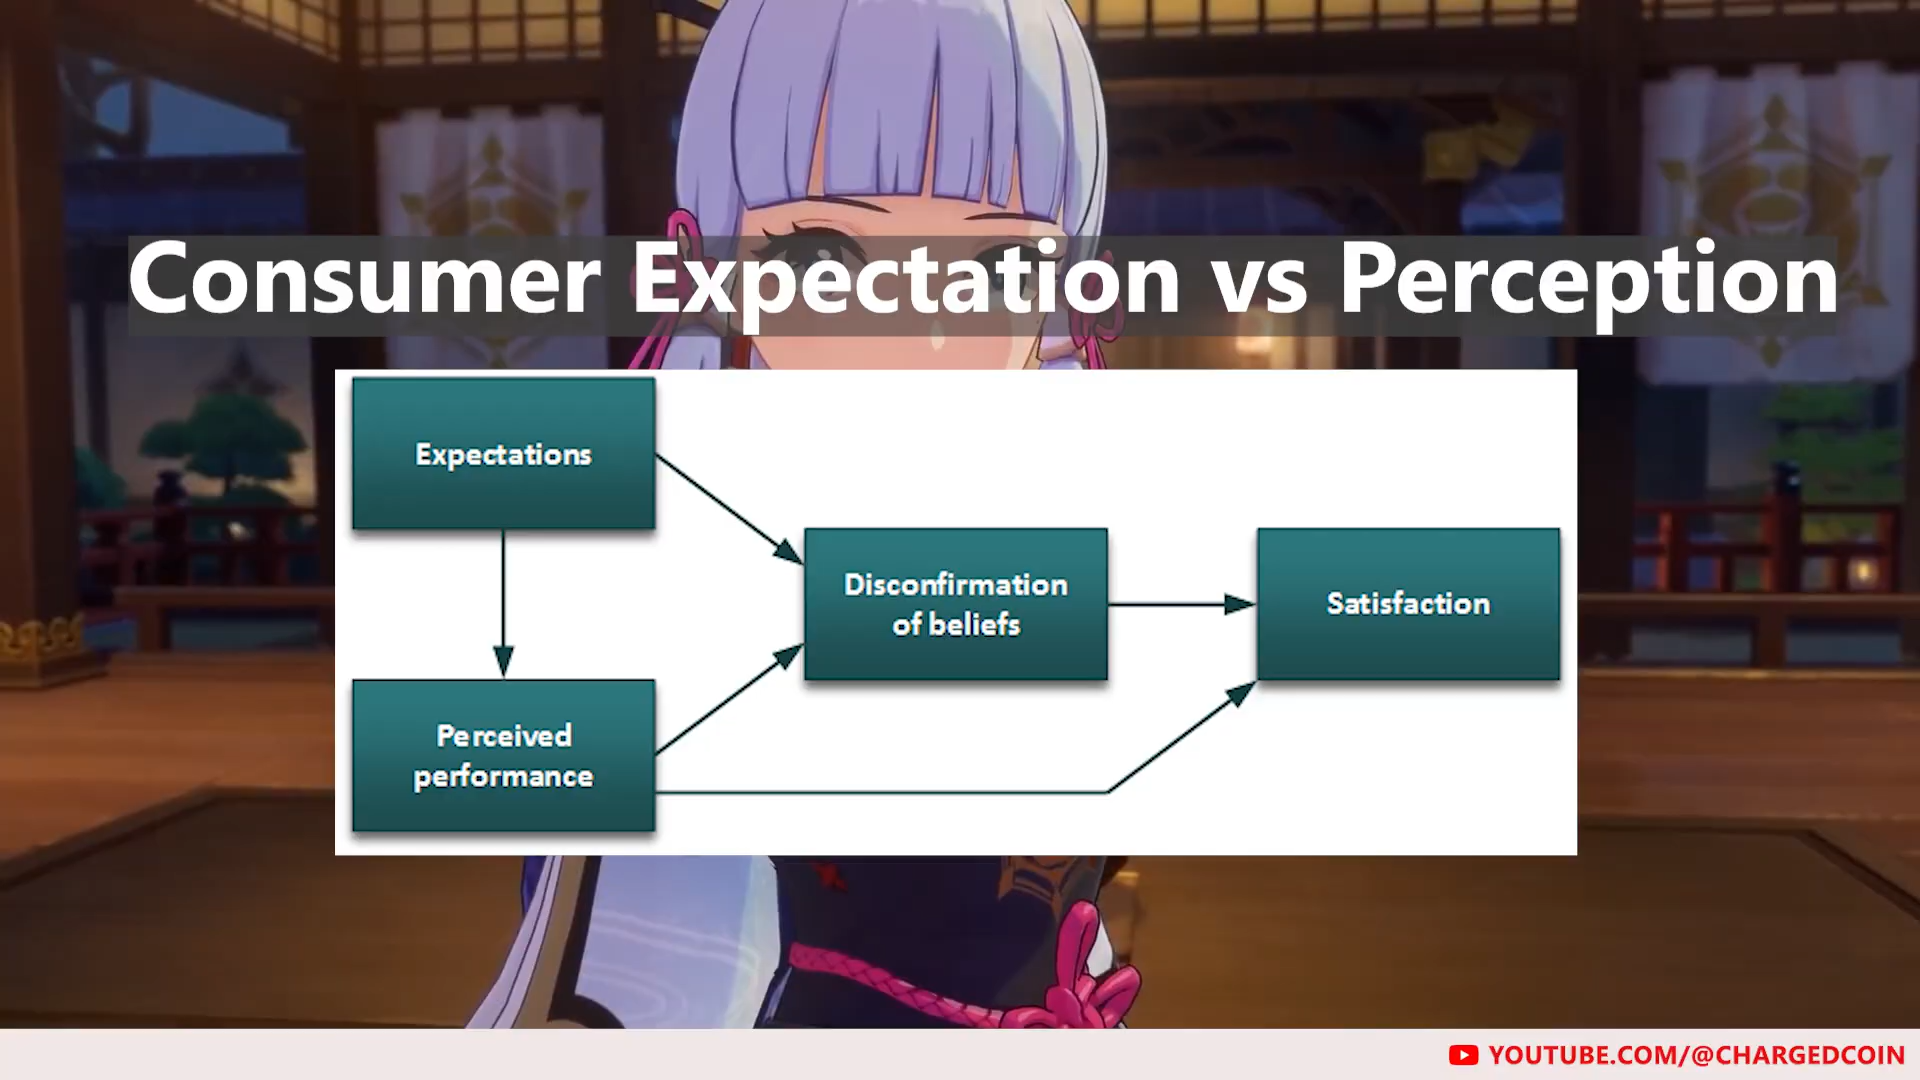 Consumer Expectation vs Perception
Expectations
Disconfirmation
of beliefs
Satisfaction
Perceived
performance
YOUTUBE.COM/@CHARGEDCOIN